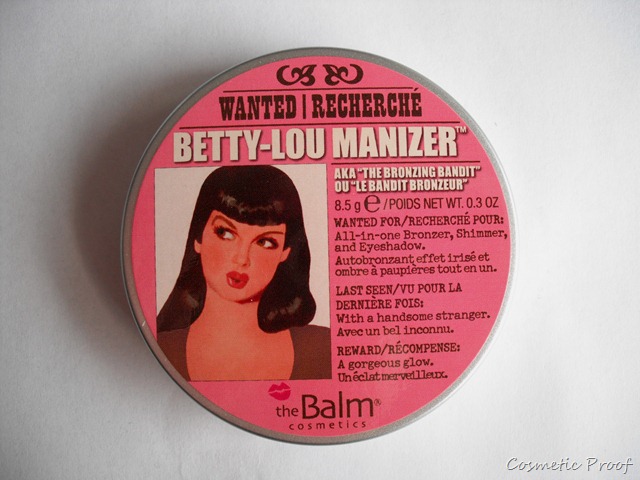 WANTED | RECHERCHÉ
BETTY-LOU MANIZER™
AKA "THE BRONZING BANDIT"
OU "LE BANDIT BRONZEUR"
8.5 g ℮ / POIDS NET WT. 0.3 OZ
WANTED FOR/RECHERCHÉ POUR:
All-in-one Bronzer, Shimmer,
and Eyeshadow.
Autobronzant effet irisé et
ombre à paupières tout en un.
LAST SEEN/VU POUR LA
DERNIÈRE FOIS:
With a handsome stranger.
Avec un bel inconnu.
REWARD/RÉCOMPENSE:
A gorgeous glow.
Un éclat merveilleux.
theBalm®
cosmetics
Cosmetic Proof